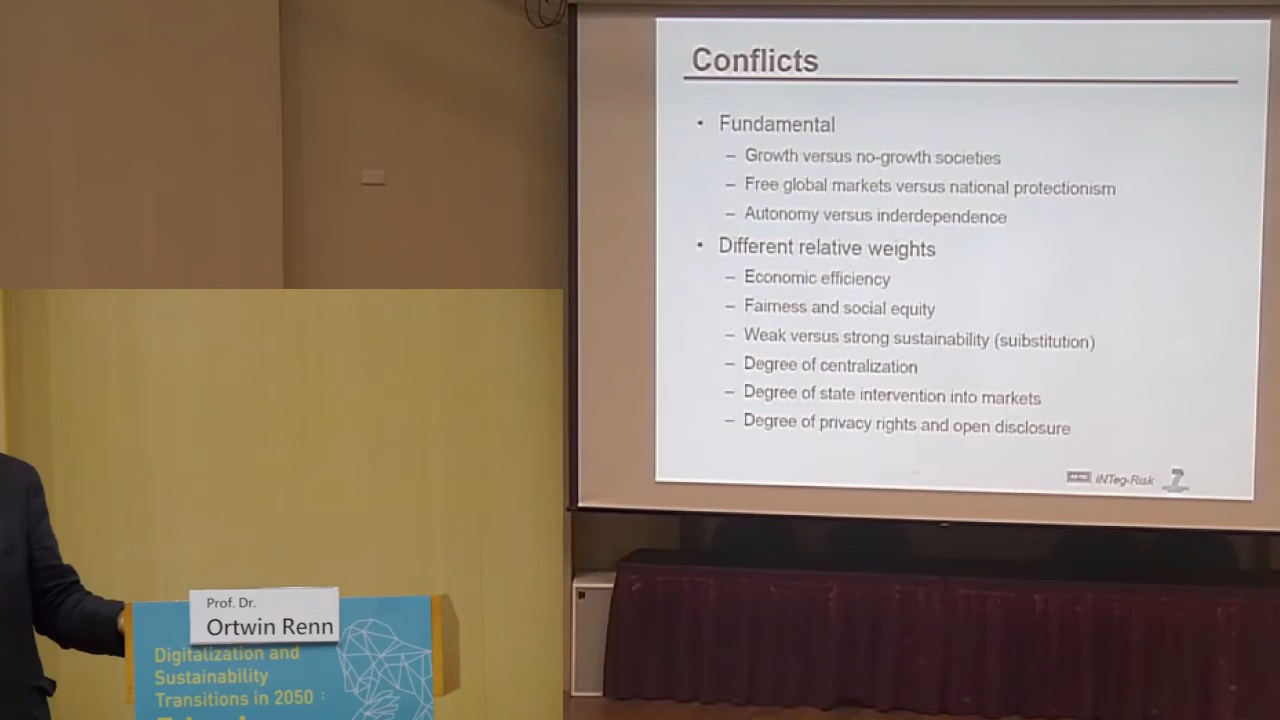 Conflicts
• Fundamental
– Growth versus no-growth societies
– Free global markets versus national protectionism
– Autonomy versus inderdependence
• Different relative weights
– Economic efficiency
– Fairness and social equity
– Weak versus strong sustainability (suibstitution)
– Degree of centralization
– Degree of state intervention into markets
– Degree of privacy rights and open disclosure
iNTeg-Risk
Prof. Dr.
Ortwin Renn
Digitalization and
Sustainability
Transitions in 2050 :